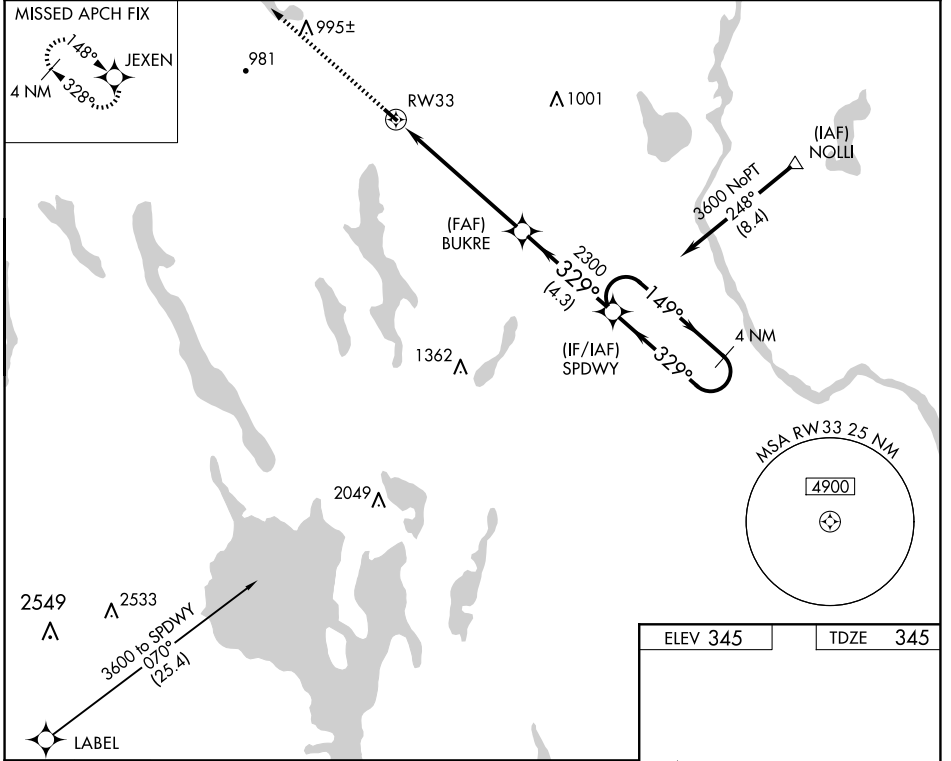 MISSED APCH FIX
148°
JEXEN
4 NM
328°
995±
981
RW33
1001
(IAF)
NOLLI
3600 NoPT
248°
(8.4)
(FAF)
BUKRE
2300
329°
(4.3)
149°
4 NM
(IF/IAF)
SPDWY
329°
1362
MSA RW33 25 NM
4900
2049
2549
2533
3600 to SPDWY
070°
(25.4)
LABEL
ELEV 345
TDZE 345